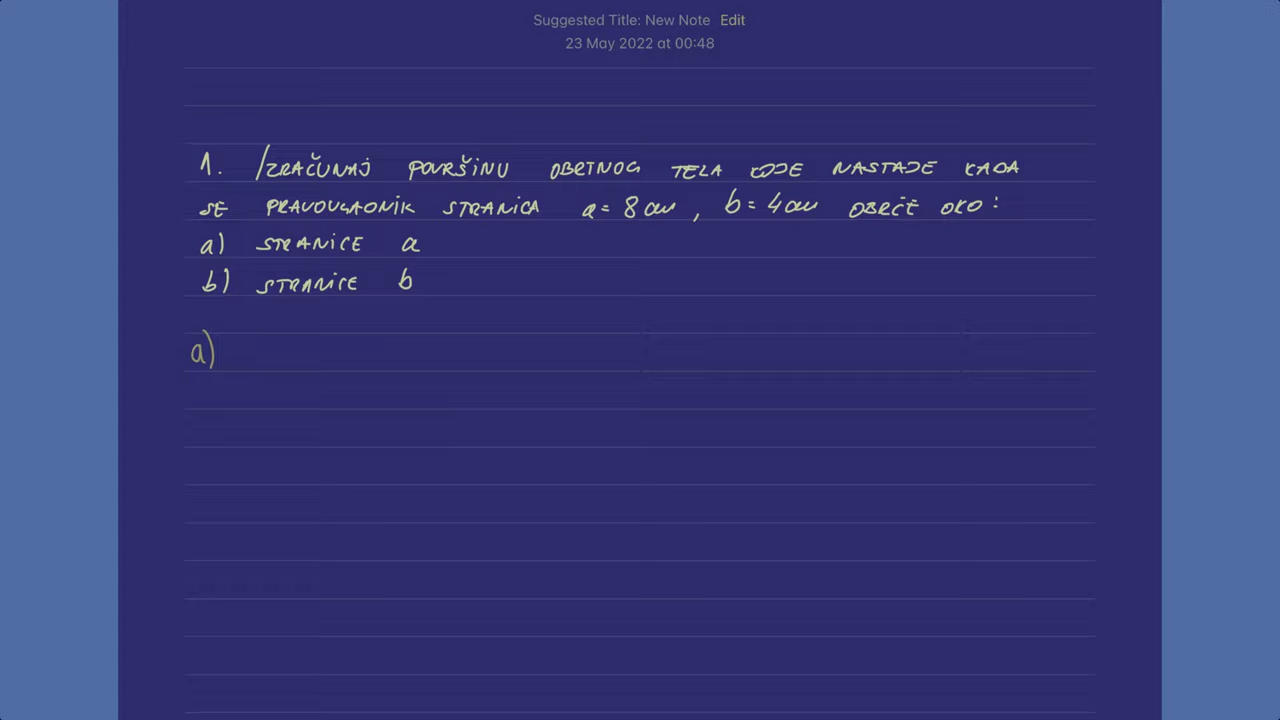 Suggested Title: New Note Edit
23 May 2022 at 00:48
1. IZRAČUNAJ POVRŠINU OBRTNOG TELA KOJE NASTAJE KADA
SE PRAVOUGAONIK STRANICA a = 8 cm , b = 4 cm OBRĆE OKO :
a) STRANICE a
b) STRANICE b
a)